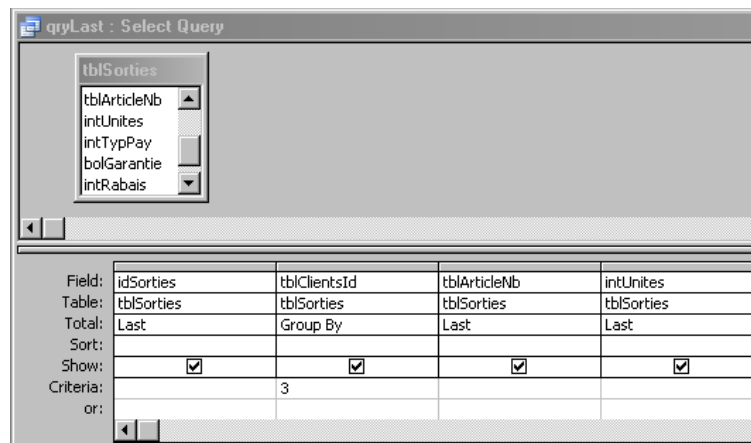 qryLast : Select Query
tblSorties
tblArticleNb
intUnites
intTypPay
bolGarantie
intRabais
Field: idSorties tblClientsId tblArticleNb intUnites
Table: tblSorties tblSorties tblSorties tblSorties
Total: Last Group By Last Last
Sort:
Show:
Criteria: 3
or: